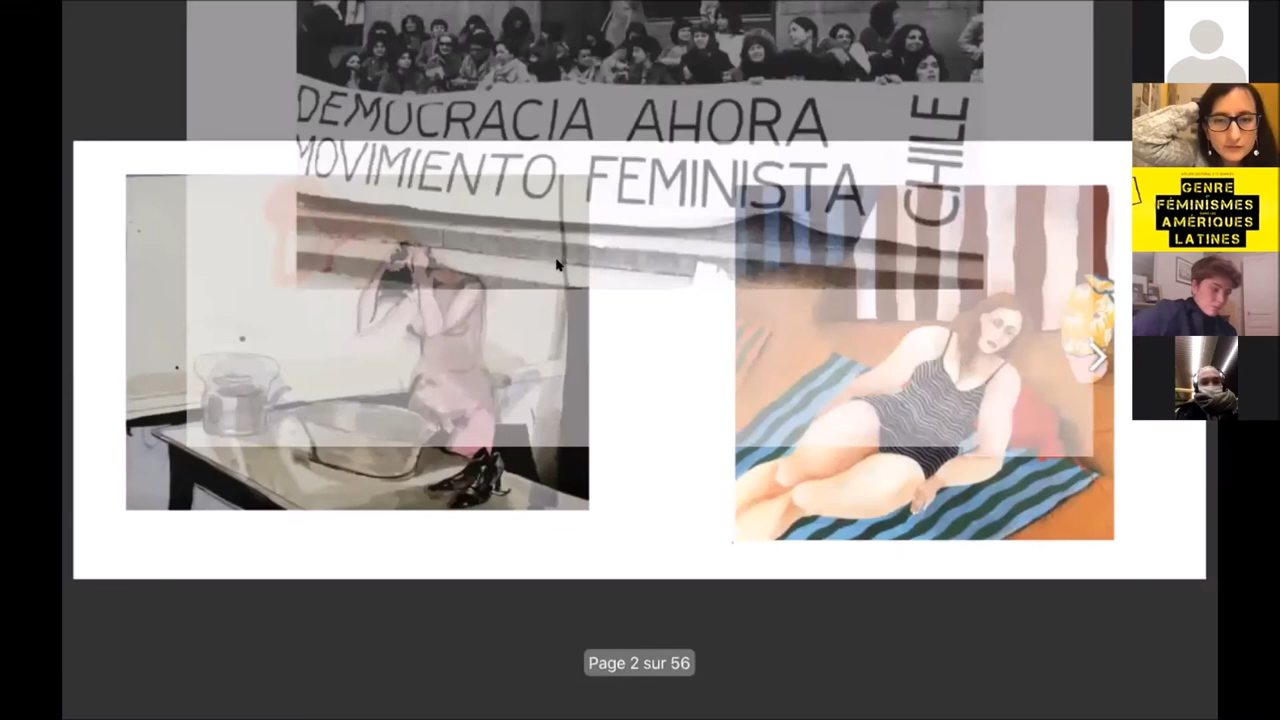 DEMOCRACIA AHORA
MOVIMIENTO FEMINISTA
CHILE
GENRE
FÉMINISMES
AMÉRIQUES
LATINES
Page 2 sur 56